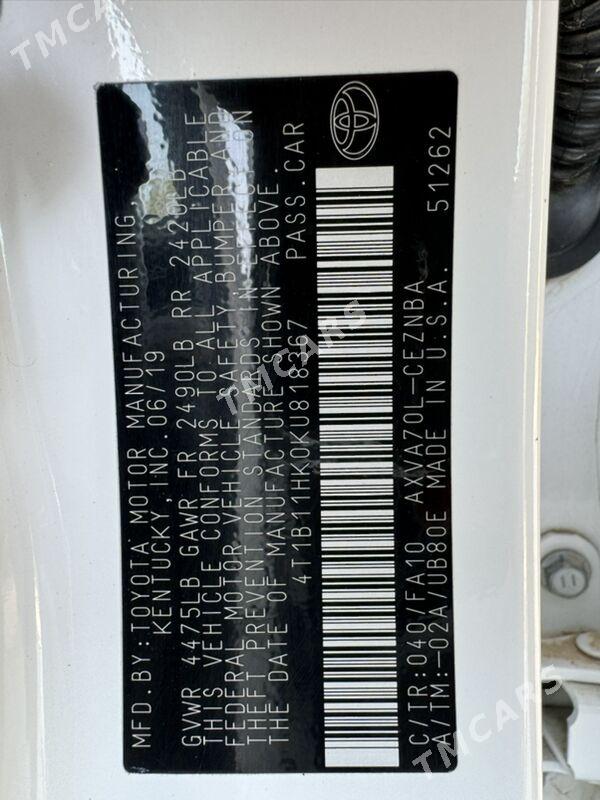 MFD.BY:TOYOTA MOTOR MANUFACTURING,
KENTUCKY, INC. 06/19
GVWR 4475LB GAWR FR 2490LB RR 2420LB
THIS VEHICLE CONFORMS TO ALL APPLICABLE
FEDERAL MOTOR VEHICLE SAFETY, BUMPER AND
THEFT PREVENTION STANDARDS IN EFFECT ON
THE DATE OF MANUFACTURE SHOWN ABOVE.
4T1B11HK0KU818367 PASS.CAR
C/TR:040/FA10 AXVA70L-CEZNBA
A/TM:-02A/UB80E MADE IN U.S.A. 51262
TMCARS
TMCARS
TMCARS
TMCARS